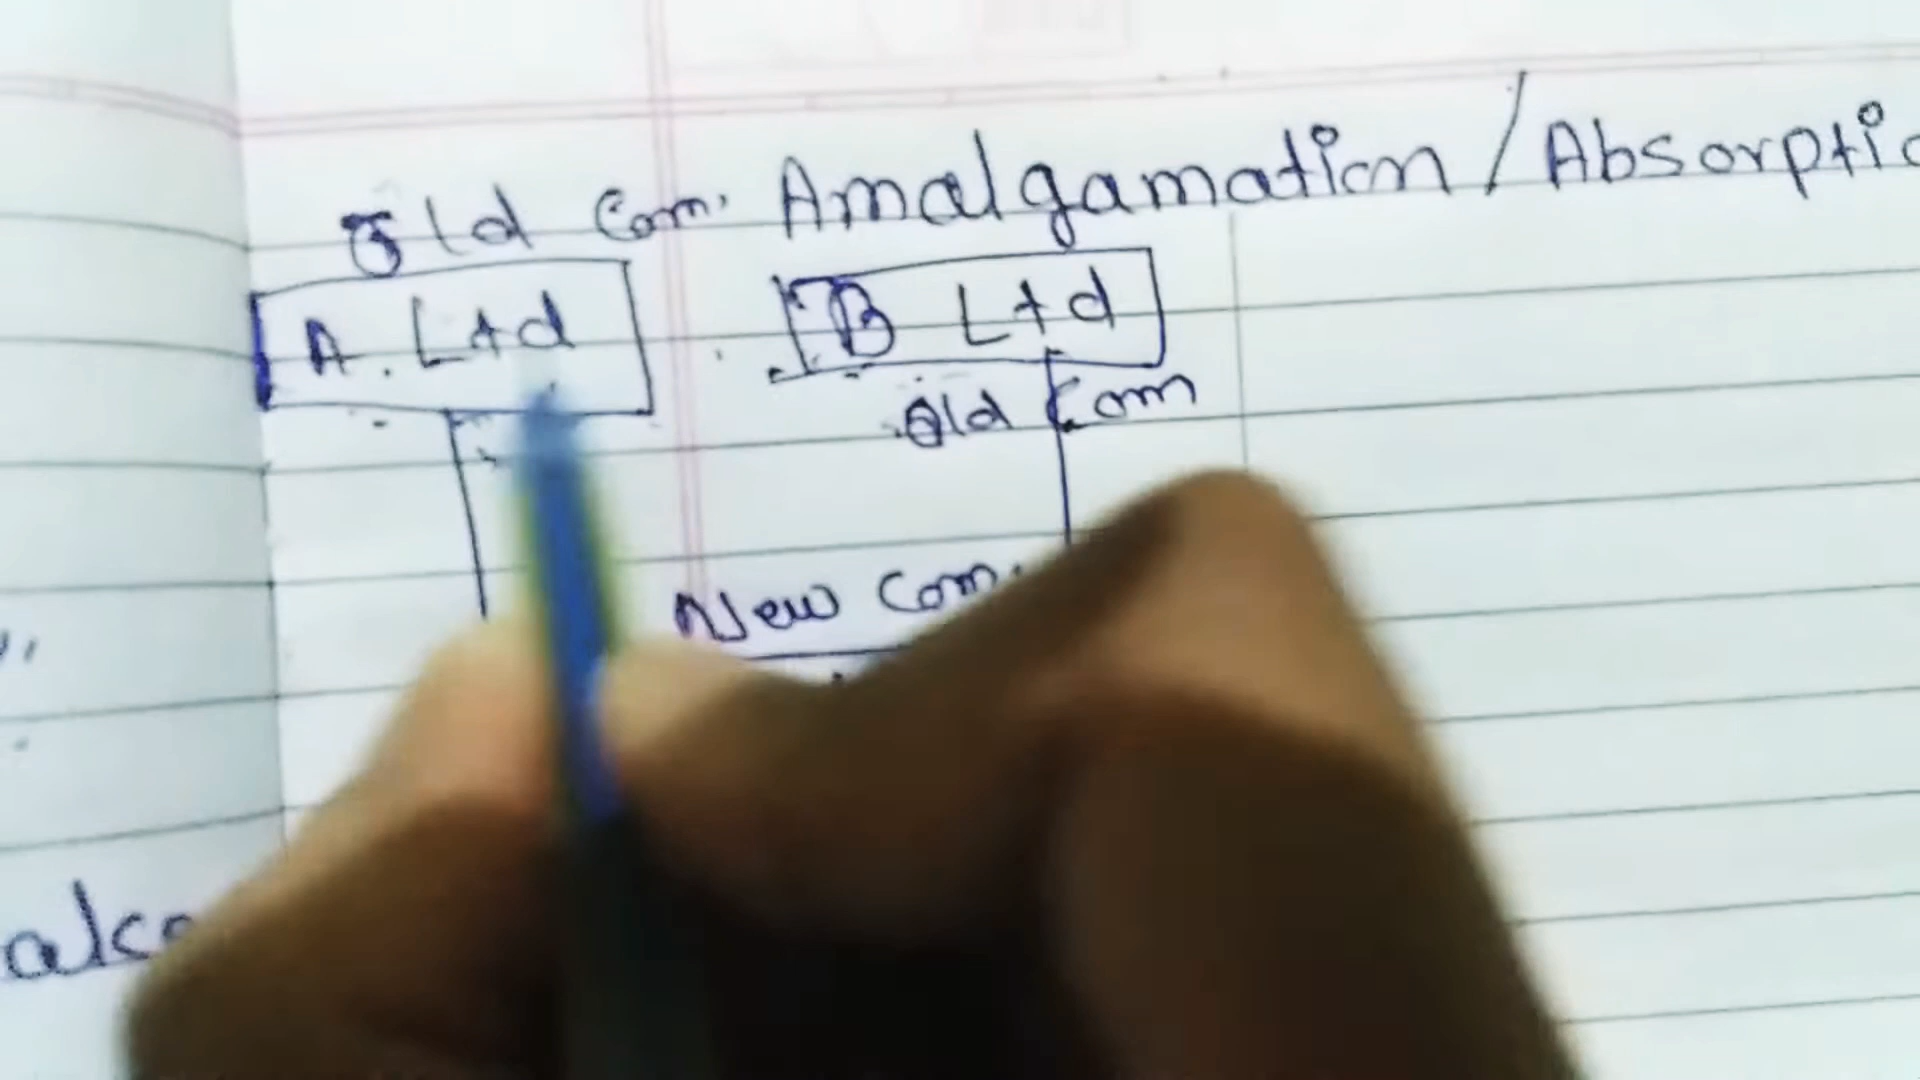 Old Com. Amalgamation / Absorptio
A. Ltd B Ltd
Old Com
New Com.